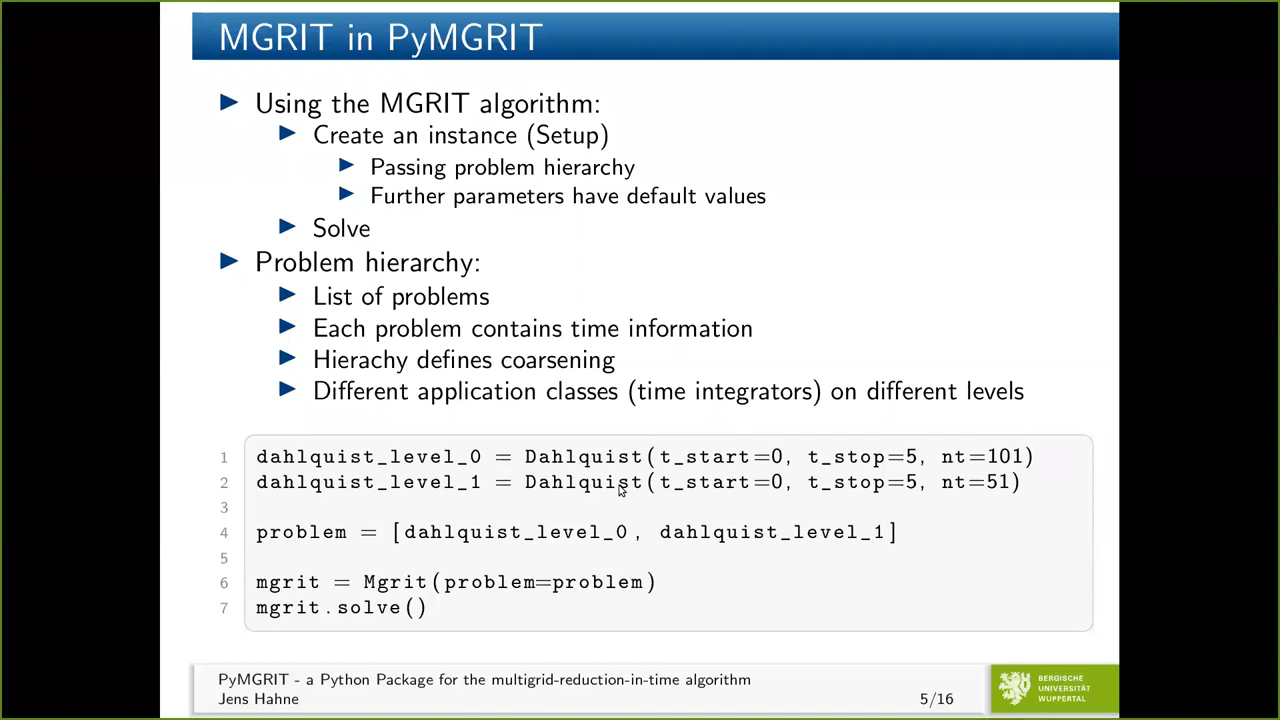 MGRIT in PyMGRIT
Using the MGRIT algorithm:
Create an instance (Setup)
Passing problem hierarchy
Further parameters have default values
Solve
Problem hierarchy:
List of problems
Each problem contains time information
Hierachy defines coarsening
Different application classes (time integrators) on different levels
1 dahlquist_level_0 = Dahlquist(t_start=0, t_stop=5, nt=101)
2 dahlquist_level_1 = Dahlquist(t_start=0, t_stop=5, nt=51)
3
4 problem = [dahlquist_level_0, dahlquist_level_1]
5
6 mgrit = Mgrit(problem=problem)
7 mgrit.solve()
PyMGRIT - a Python Package for the multigrid-reduction-in-time algorithm
Jens Hahne 5/16
BERGISCHE
UNIVERSITÄT
WUPPERTAL